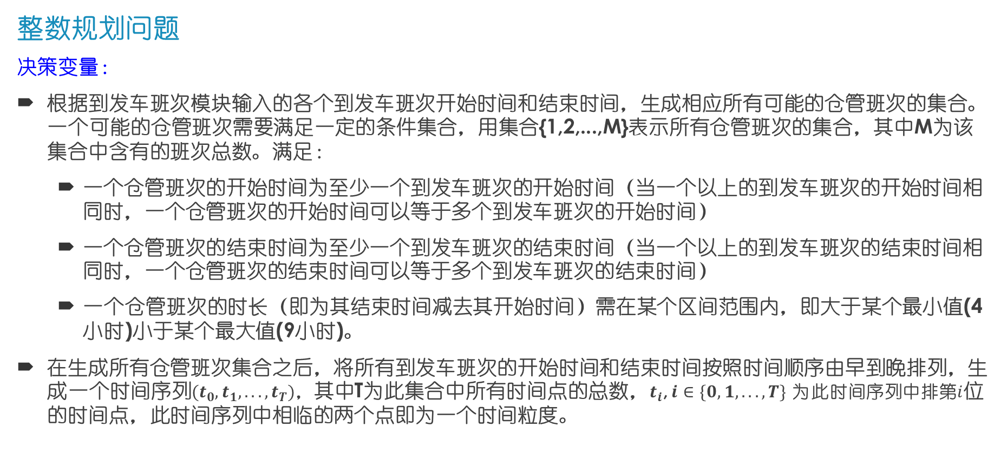 整数规划问题
决策变量：
根据到发车班次模块输入的各个到发车班次开始时间和结束时间，生成相应所有可能的仓管班次的集合。
一个可能的仓管班次需要满足一定的条件集合，用集合{1,2,...,M}表示所有仓管班次的集合，其中M为该
集合中含有的班次总数。满足：
一个仓管班次的开始时间为至少一个到发车班次的开始时间（当一个以上的到发车班次的开始时间相
同时，一个仓管班次的开始时间可以等于多个到发车班次的开始时间）
一个仓管班次的结束时间为至少一个到发车班次的结束时间（当一个以上的到发车班次的结束时间相
同时，一个仓管班次的结束时间可以等于多个到发车班次的结束时间）
一个仓管班次的时长（即为其结束时间减去其开始时间）需在某个区间范围内，即大于某个最小值(4
小时)小于某个最大值(9小时)。
在生成所有仓管班次集合之后，将所有到发车班次的开始时间和结束时间按照时间顺序由早到晚排列，生
成一个时间序列(t₀, t₁, . . . , t_T)，其中T为此集合中所有时间点的总数，t_i, i ∈ {0, 1, . . . , T} 为此时间序列中排第i位
的时间点，此时间序列中相临的两个点即为一个时间粒度。